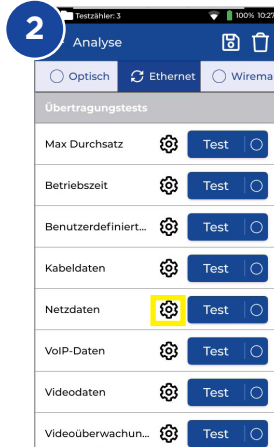 2
Testzähler: 3
100% 10:27
Analyse
Optisch
Ethernet
Wirema
Übertragungstests
Max Durchsatz
Test
Betriebszeit
Test
Benutzerdefiniert...
Test
Kabeldaten
Test
Netzdaten
Test
VoIP-Daten
Test
Videodaten
Test
Videoüberwachun...
Test